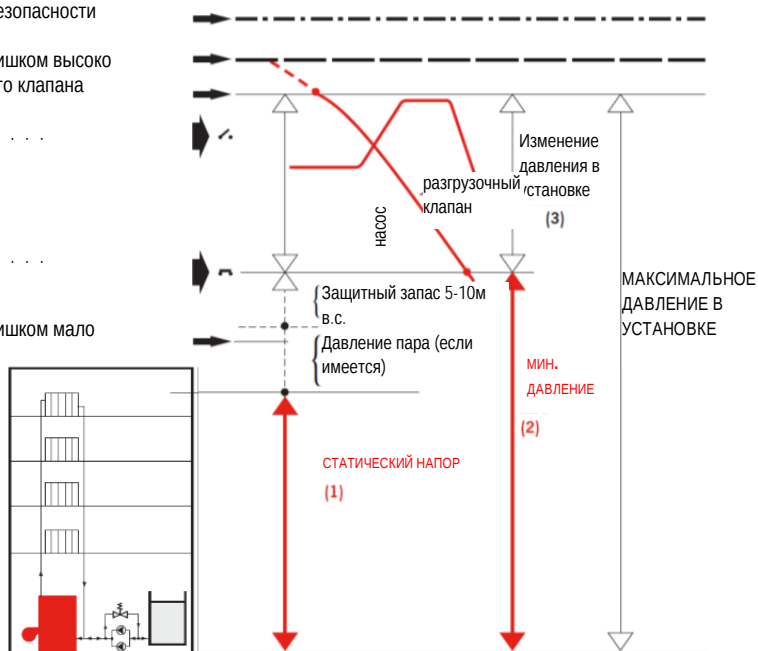 езопасности
ишком высоко
го клапана
. . .
Изменение
давления в
установке
(3)
разгрузочный
клапан
насос
. . .
МАКСИМАЛЬНОЕ
ДАВЛЕНИЕ В
УСТАНОВКЕ
Защитный запас 5-10м
в.с.
ишком мало
Давление пара (если
имеется)
МИН.
ДАВЛЕНИЕ
(2)
СТАТИЧЕСКИЙ НАПОР
(1)